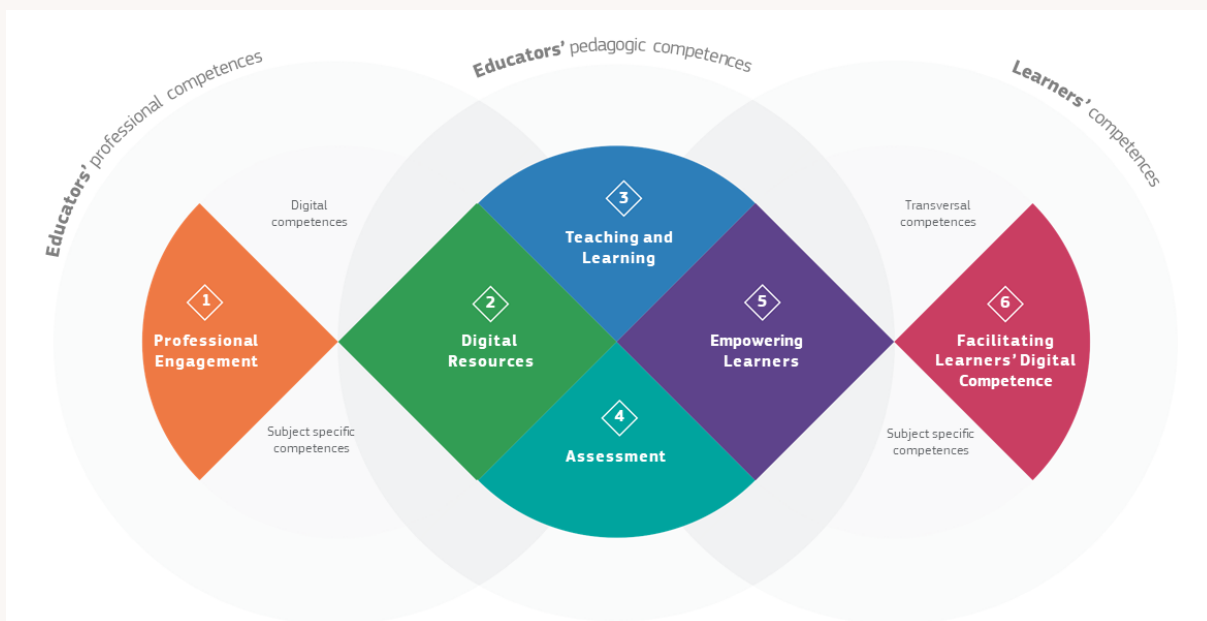 Educators' professional competences
Educators' pedagogic competences
Learners' competences
Digital
competences
1
Professional
Engagement
Subject specific
competences
2
Digital
Resources
3
Teaching and
Learning
4
Assessment
5
Empowering
Learners
Transversal
competences
6
Facilitating
Learners' Digital
Competence
Subject specific
competences